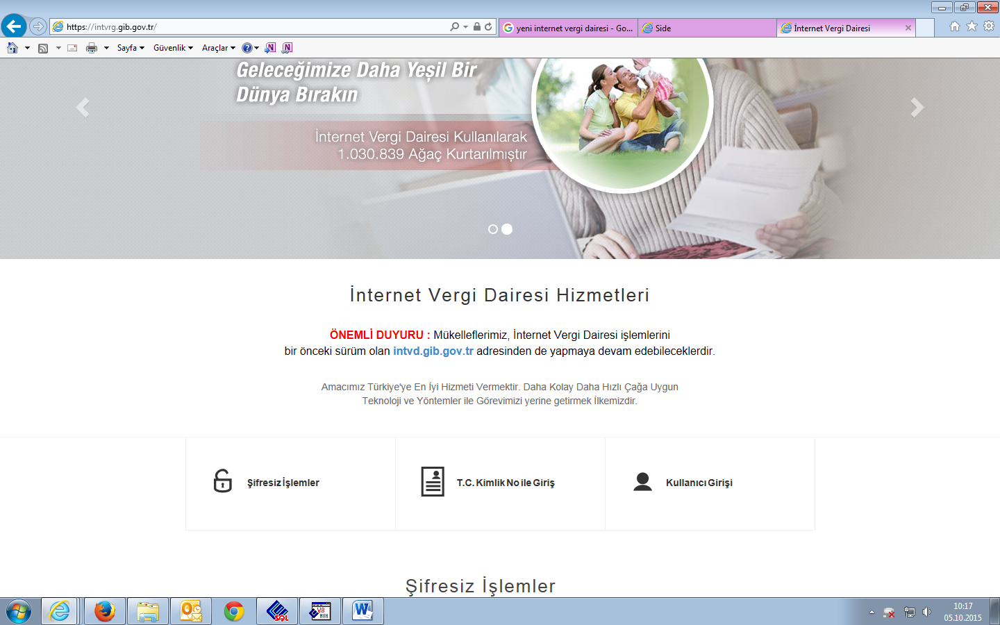 https://intvrg.gib.gov.tr/
yeni internet vergi dairesi - Go...
Side
İnternet Vergi Dairesi
Sayfa
Güvenlik
Araçlar
Geleceğimize Daha Yeşil Bir
Dünya Bırakın
İnternet Vergi Dairesi Kullanılarak
1.030.839 Ağaç Kurtarılmıştır
İnternet Vergi Dairesi Hizmetleri
ÖNEMLİ DUYURU : Mükelleflerimiz, İnternet Vergi Dairesi işlemlerini
bir önceki sürüm olan intvd.gib.gov.tr adresinden de yapmaya devam edebileceklerdir.
Amacımız Türkiye'ye En İyi Hizmeti Vermektir. Daha Kolay Daha Hızlı Çağa Uygun
Teknoloji ve Yöntemler ile Görevimizi yerine getirmek İlkemizdir.
Şifresiz İşlemler
T.C. Kimlik No ile Giriş
Kullanıcı Girişi
Şifresiz İşlemler
10:17
05.10.2015